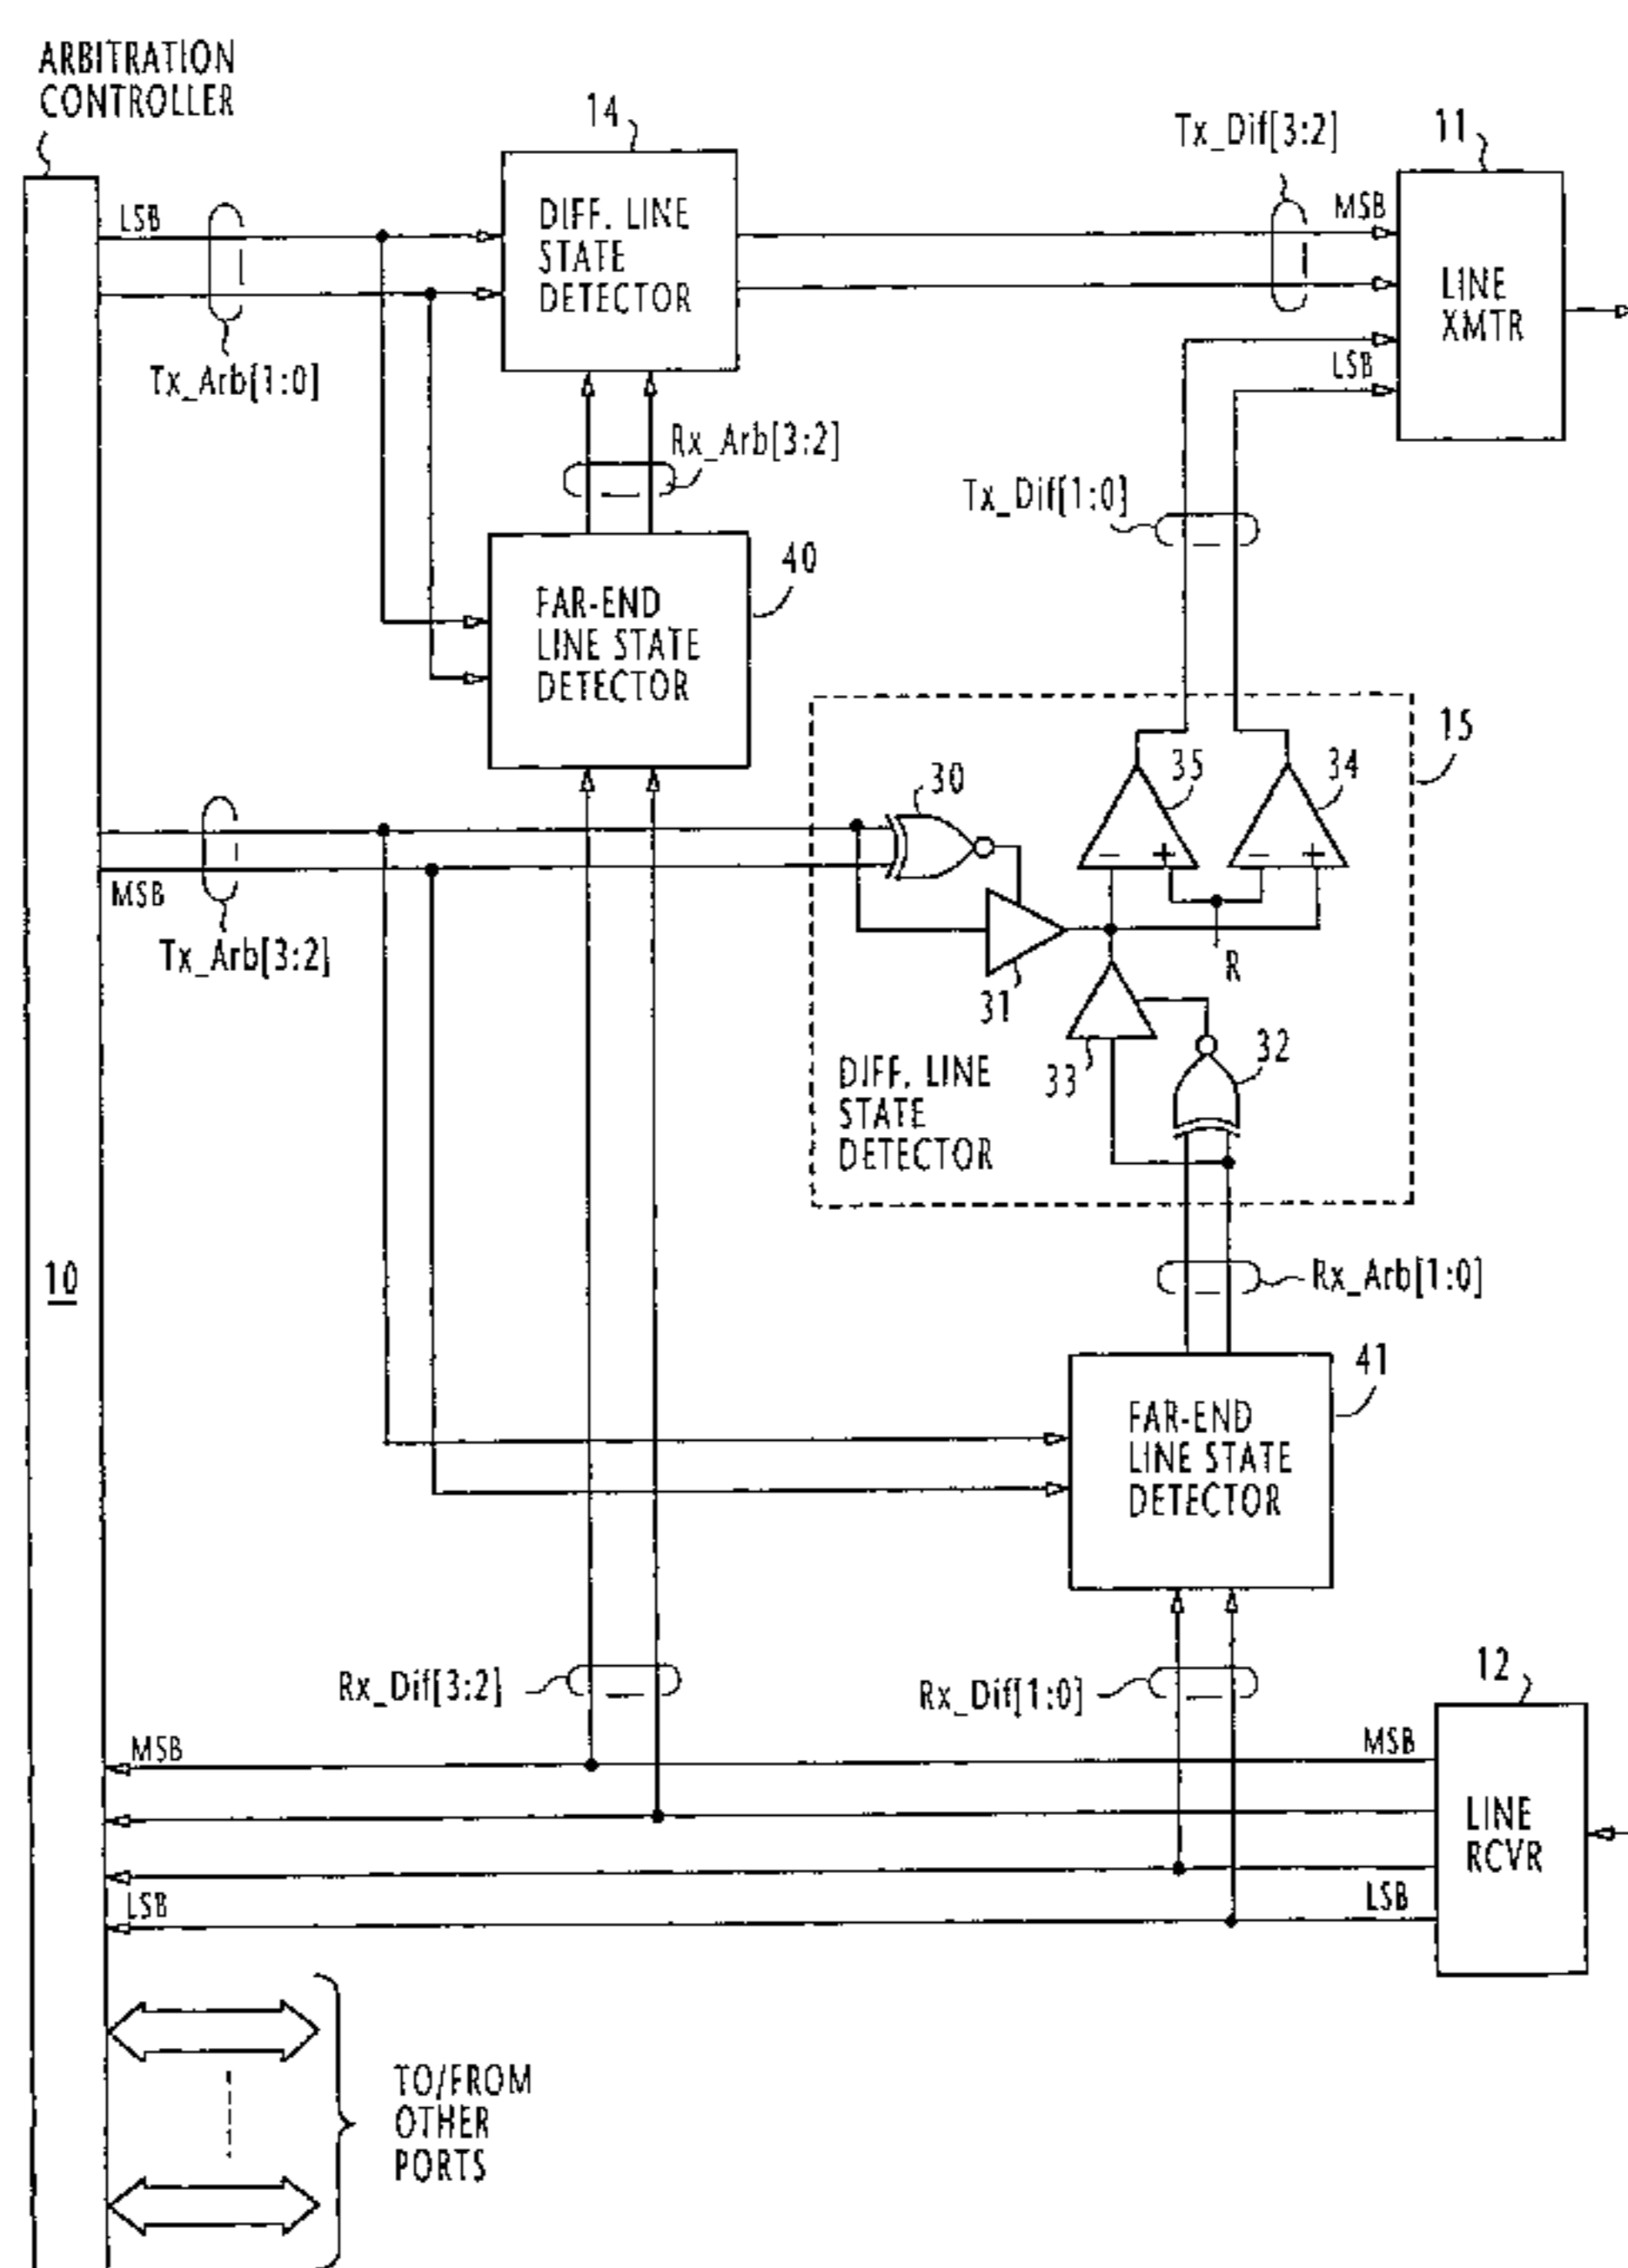 ARBITRATION
CONTROLLER
14
Tx_Dif[3:2]
11
LSB
DIFF. LINE
STATE
DETECTOR
MSB
LINE
XMTR
LSB
Tx_Arb[1:0]
Rx_Arb[3:2]
Tx_Dif[1:0]
40
FAR-END
LINE STATE
DETECTOR
15
30
35
34
- +
- +
MSB
Tx_Arb[3:2]
R
31
32
33
DIFF. LINE
STATE
DETECTOR
10
Rx_Arb[1:0]
41
FAR-END
LINE STATE
DETECTOR
Rx_Dif[3:2]
Rx_Dif[1:0]
12
MSB
MSB
LINE
RCVR
LSB
LSB
TO/FROM
OTHER
PORTS